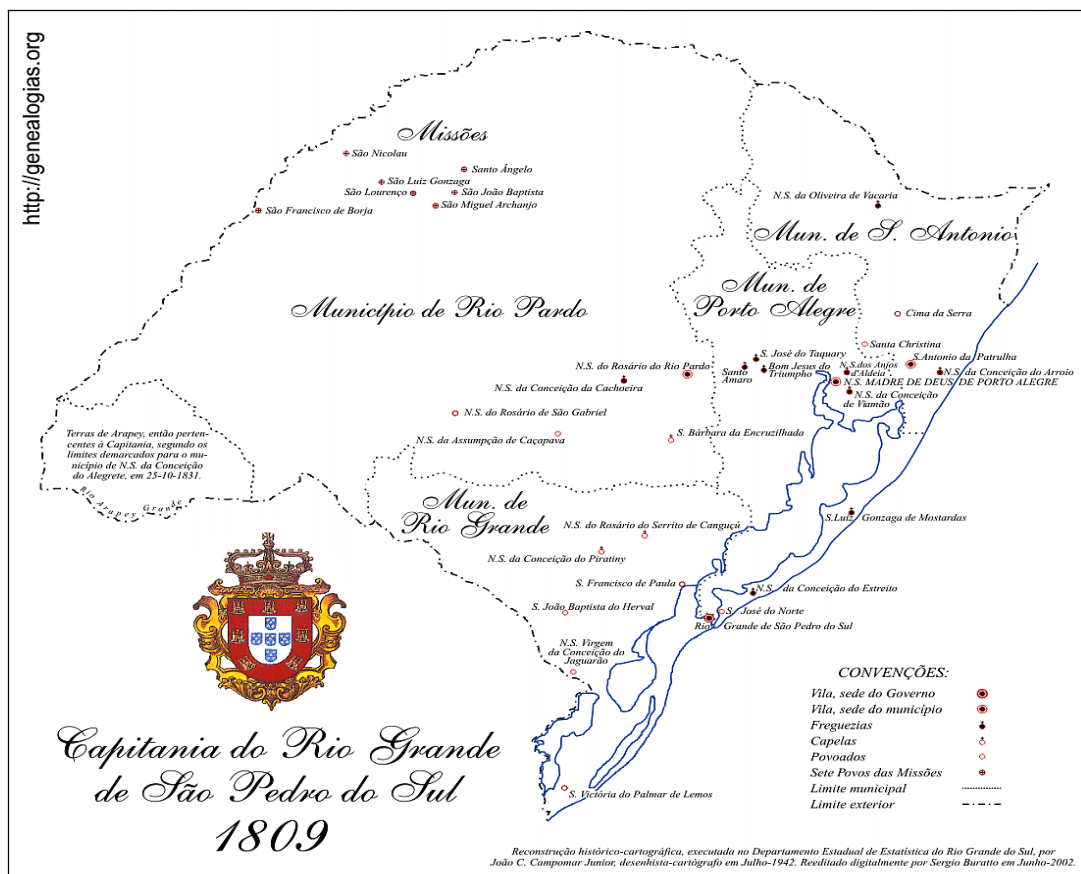 http://genealogias.org
Missões
São Nicolau
Santo Ângelo
São Luiz Gonzaga
São Lourenço
São João Baptista
São Miguel Archanjo
São Francisco de Borja
N.S. da Oliveira de Vacaria
Mun. de S. Antonio
Mun. de
Porto Alegre
Município de Rio Pardo
Cima da Serra
Santa Christina
S. José do Taquary
S.Antonio da Patrulha
N.S. do Rosário do Rio Pardo
Santo
Amaro
Bom Jesus do
Triumpho
N.S.dos Anjos
d'Aldeia
N.S. da Conceição do Arroio
N.S. MADRE DE DEUS DE PORTO ALEGRE
N.S. da Conceição da Cachoeira
N.S. da Conceição
de Viamão
N.S. do Rosário de São Gabriel
N.S. da Assumpção de Caçapava
S. Bárbara da Encruzilhada
Terras de Arapey, então perten-
centes à Capitania, segundo os
limites demarcados para o mu-
nicípio de N.S. da Conceição
do Alegrete, em 25-10-1831.
Rio Arapey Grande
Mun. de
Rio Grande
N.S. do Rosário do Serrito de Canguçú
S.Luiz Gonzaga de Mostardas
N.S. da Conceição do Piratiny
S. Francisco de Paula
N.S. da Conceição do Estreito
S. João Baptista do Herval
S. José do Norte
Rio Grande de São Pedro do Sul
N.S. Virgem
da Conceição do
Jaguarão
S. Victória do Palmar de Lemos
CONVENÇÕES:
Vila, sede do Governo
Vila, sede do município
Freguezias
Capelas
Povoados
Sete Povos das Missões
Limite municipal
Limite exterior
Capitania do Rio Grande
de São Pedro do Sul
1809
Reconstrução histórico-cartográfica, executada no Departamento Estadual de Estatística do Rio Grande do Sul, por
João C. Campomar Junior, desenhista-cartógrafo em Julho-1942. Reeditado digitalmente por Sergio Buratto em Junho-2002.